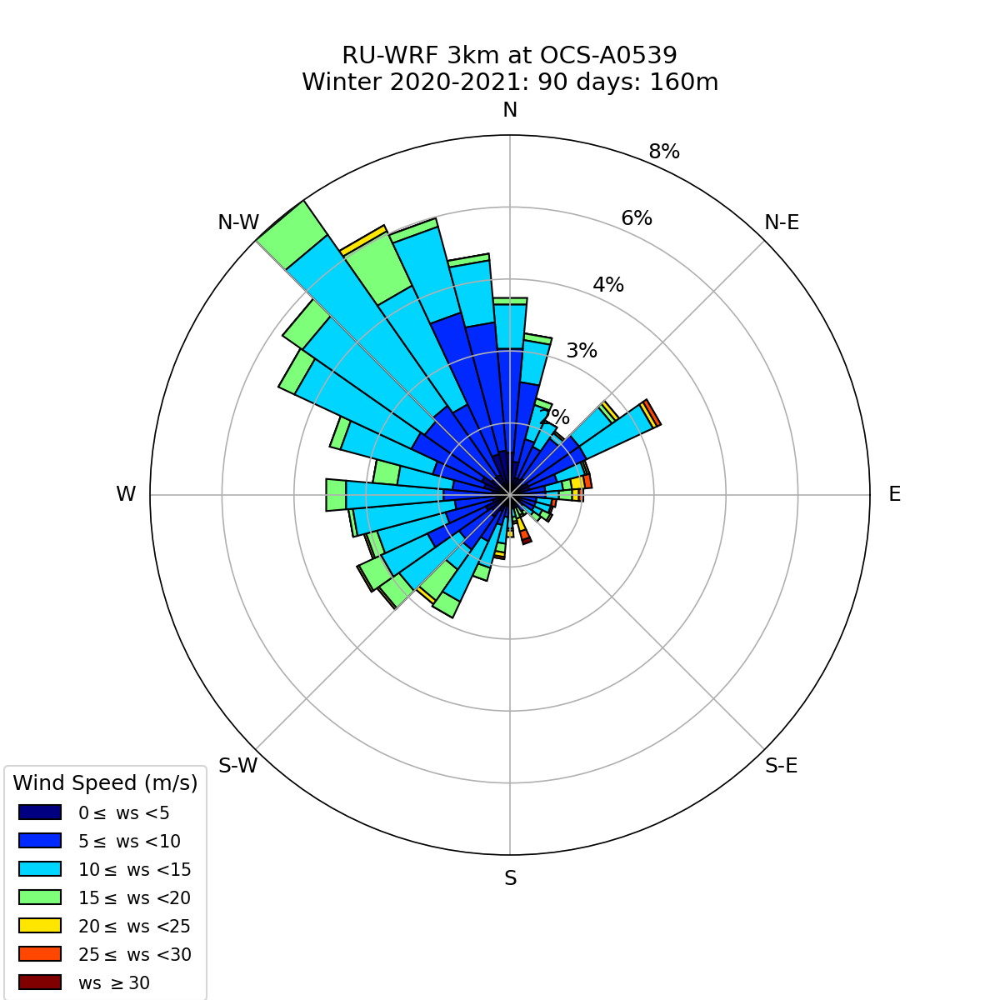 RU-WRF 3km at OCS-A0539
Winter 2020-2021: 90 days: 160m
N
8%
N-W
6%
N-E
4%
3%
2%
W
E
S-W
S-E
S
Wind Speed (m/s)
0 ≤ ws <5
5 ≤ ws <10
10 ≤ ws <15
15 ≤ ws <20
20 ≤ ws <25
25 ≤ ws <30
ws ≥ 30